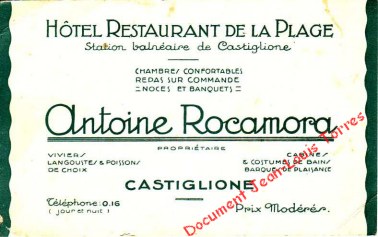 HÔTEL RESTAURANT DE LA PLAGE
Station balnéaire de Castiglione
CHAMBRES CONFORTABLES
REPAS SUR COMMANDE
= NOCES ET BANQUETS =
Antoine Rocamora
PROPRIÉTAIRE
VIVIERS
LANGOUSTES & POISSONS
DE CHOIX
CABINES
& COSTUMES DE BAINS
BARQUE DE PLAISANCE
CASTIGLIONE
Téléphone: 0.16
(jour et nuit)
Prix Modérés.
Document Jean-Louis Torres